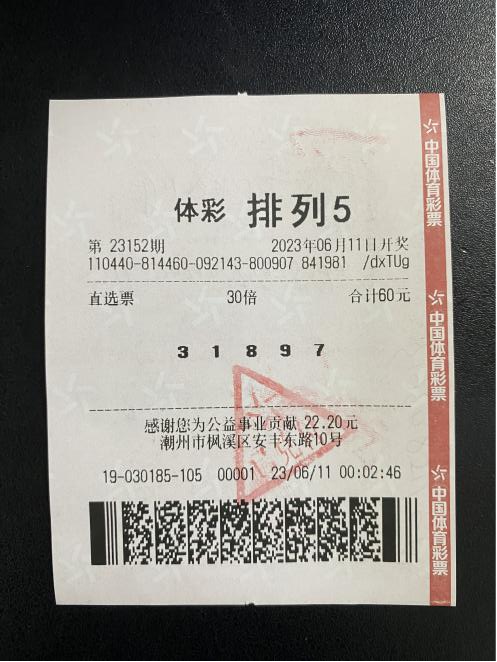 体彩 排列5
第 23152期 2023年06月11日开奖
110440-814460-092143-800907 841981 /dxTUg
直选票 30倍 合计60元
3 1 8 9 7
感谢您为公益事业贡献 22.20元
潮州市枫溪区安丰东路10号
19-030185-105 00001 23/06/11 00:02:46
中国体育彩票
中国体育彩票
中国体育彩票